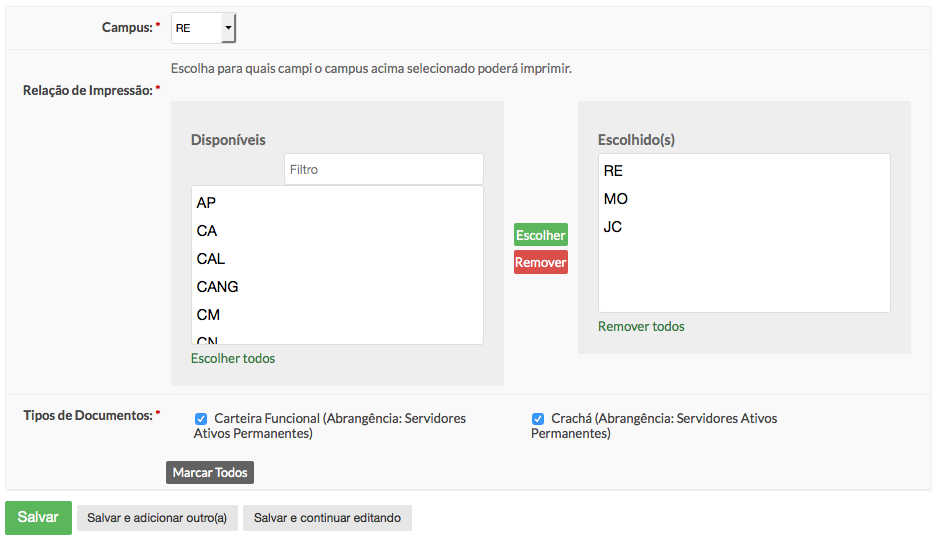 Campus: *
RE
Escolha para quais campi o campus acima selecionado poderá imprimir.
Relação de Impressão: *
Disponíveis
Filtro
AP
CA
CAL
CANG
CM
CN
Escolher todos
Escolher
Remover
Escolhido(s)
RE
MO
JC
Remover todos
Tipos de Documentos: *
Carteira Funcional (Abrangência: Servidores
Ativos Permanentes)
Crachá (Abrangência: Servidores Ativos
Permanentes)
Marcar Todos
Salvar
Salvar e adicionar outro(a)
Salvar e continuar editando